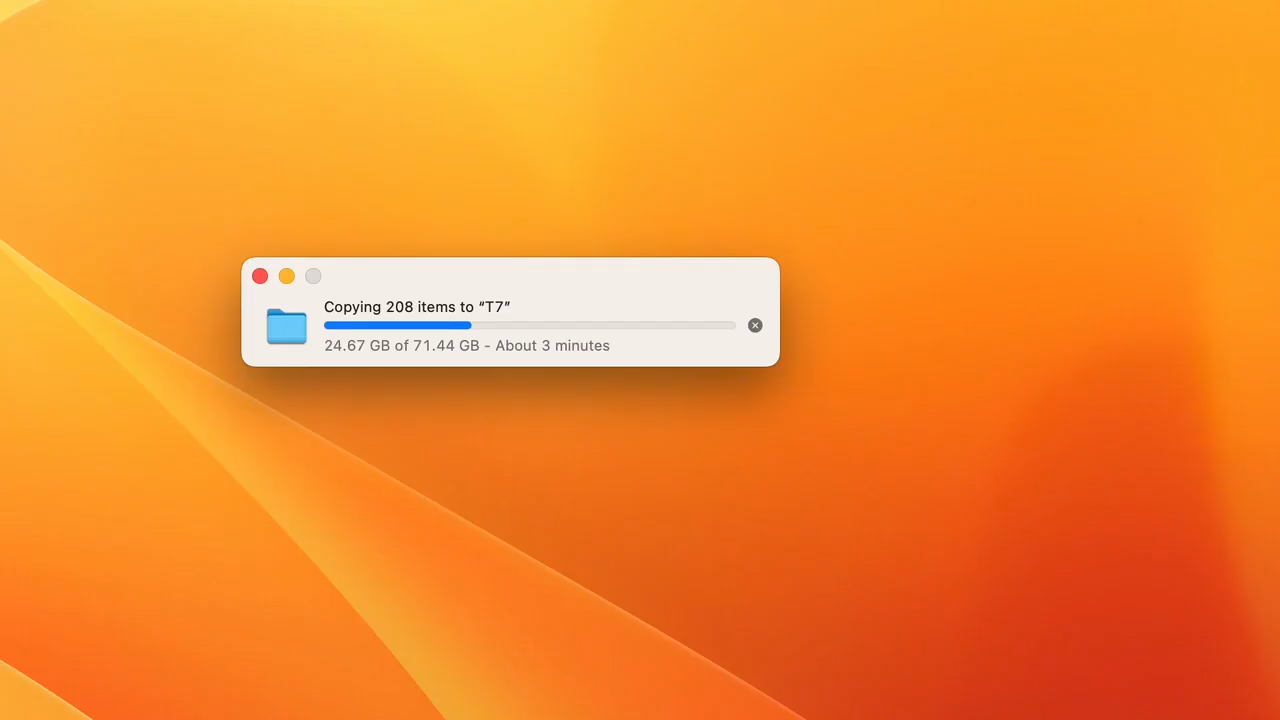 Copying 208 items to “T7”
24.67 GB of 71.44 GB - About 3 minutes